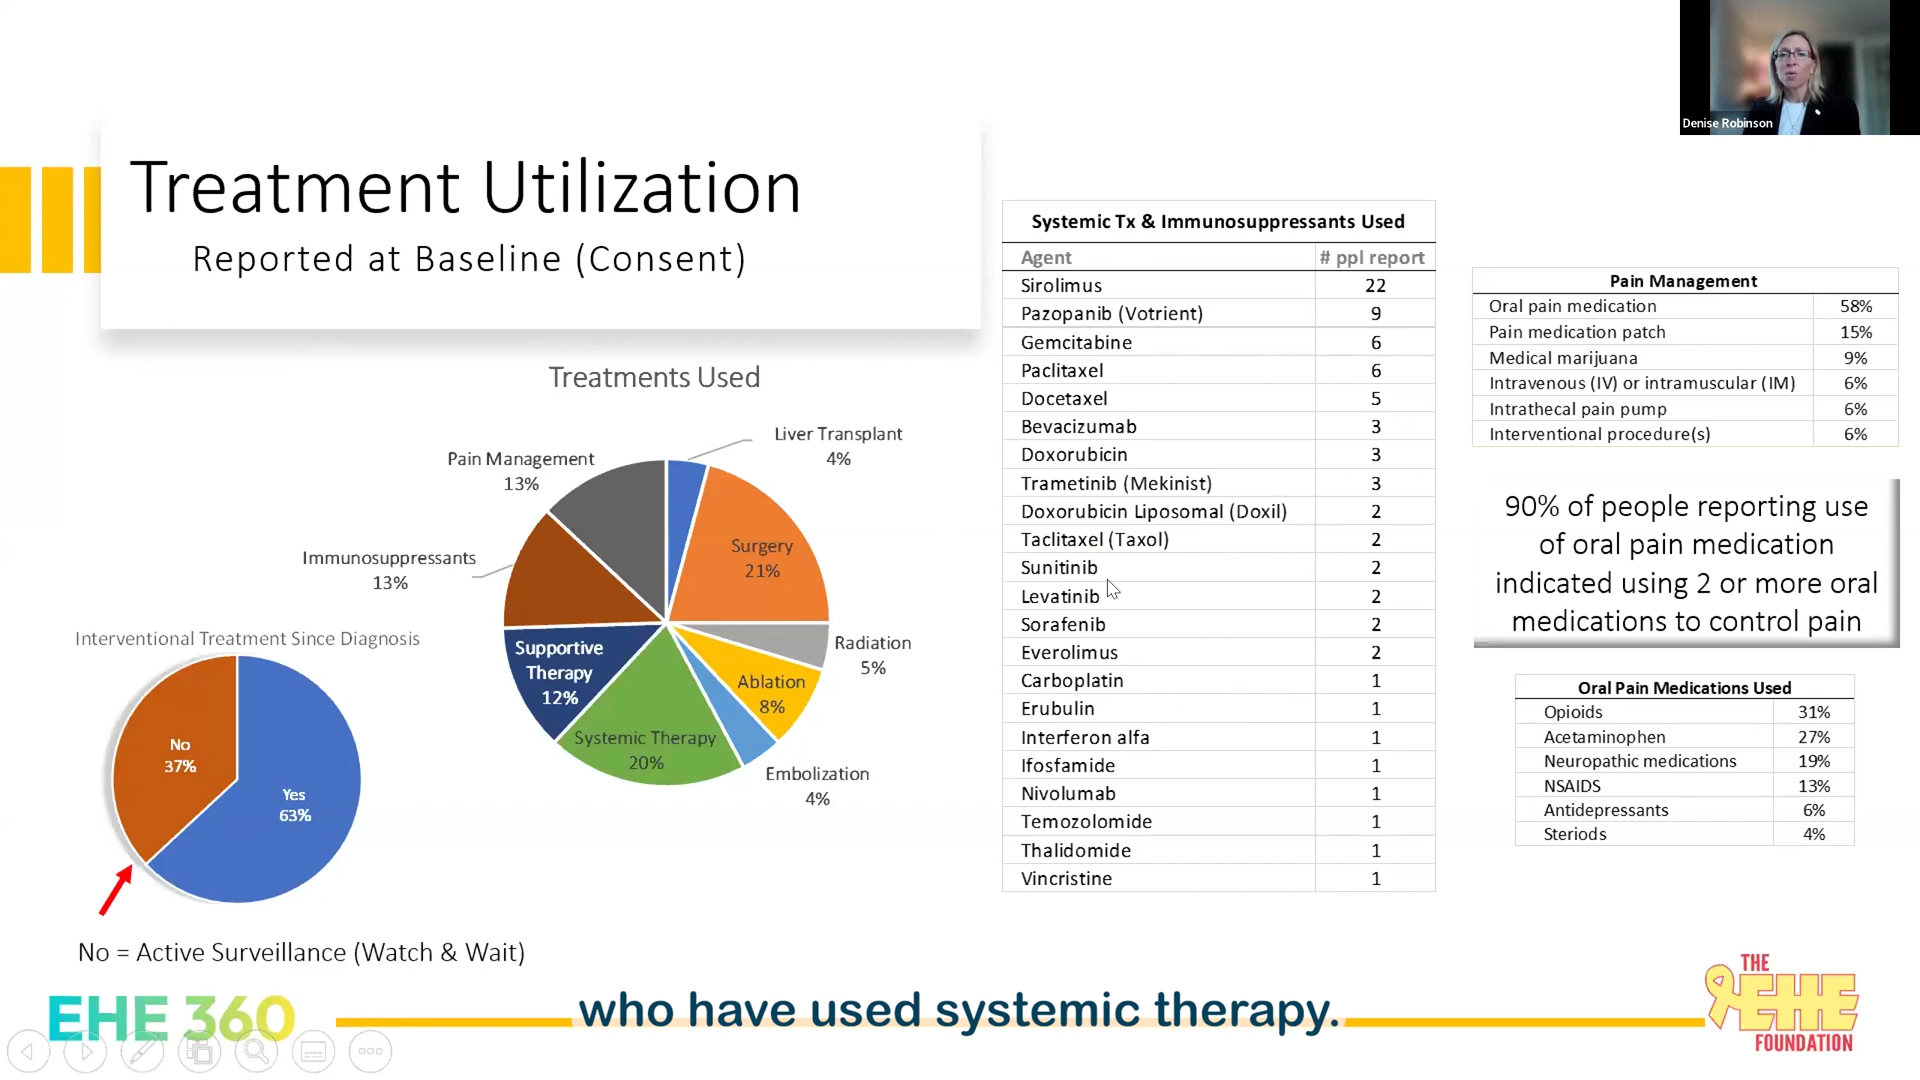 Denise Robinson
Treatment Utilization
Reported at Baseline (Consent)
Treatments Used
Liver Transplant
4%
Pain Management
13%
Surgery
21%
Immunosuppressants
13%
Radiation
5%
Supportive
Therapy
12%
Ablation
8%
Systemic Therapy
20%
Embolization
4%
Interventional Treatment Since Diagnosis
No
37%
Yes
63%
No = Active Surveillance (Watch & Wait)
Systemic Tx & Immunosuppressants Used
Agent # ppl report
Sirolimus 22
Pazopanib (Votrient) 9
Gemcitabine 6
Paclitaxel 6
Docetaxel 5
Bevacizumab 3
Doxorubicin 3
Trametinib (Mekinist) 3
Doxorubicin Liposomal (Doxil) 2
Taclitaxel (Taxol) 2
Sunitinib 2
Levatinib 2
Sorafenib 2
Everolimus 2
Carboplatin 1
Erubulin 1
Interferon alfa 1
Ifosfamide 1
Nivolumab 1
Temozolomide 1
Thalidomide 1
Vincristine 1
Pain Management
Oral pain medication 58%
Pain medication patch 15%
Medical marijuana 9%
Intravenous (IV) or intramuscular (IM) 6%
Intrathecal pain pump 6%
Interventional procedure(s) 6%
90% of people reporting use
of oral pain medication
indicated using 2 or more oral
medications to control pain
Oral Pain Medications Used
Opioids 31%
Acetaminophen 27%
Neuropathic medications 19%
NSAIDS 13%
Antidepressants 6%
Steriods 4%
EHE 360
who have used systemic therapy.
THE
EHE
FOUNDATION